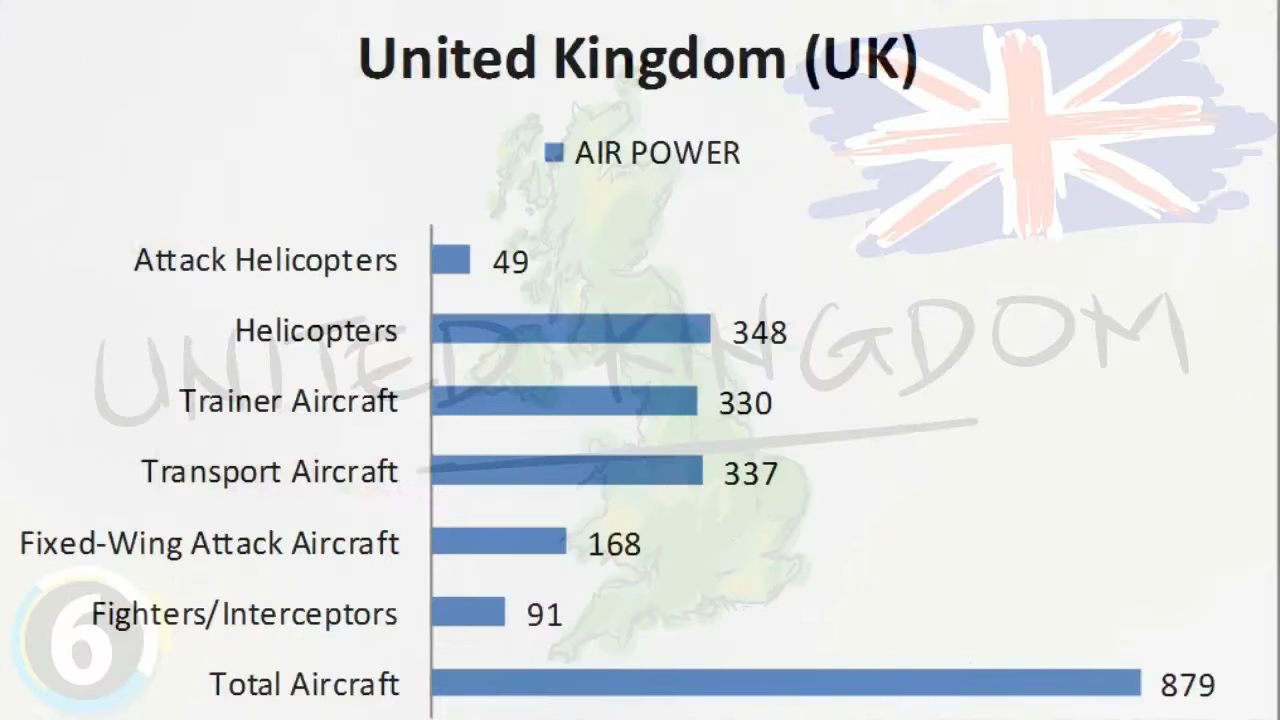 United Kingdom (UK)
AIR POWER
Attack Helicopters 49
Helicopters 348
UNITED KINGDOM
Trainer Aircraft 330
Transport Aircraft 337
Fixed-Wing Attack Aircraft 168
Fighters/Interceptors 91
6
Total Aircraft 879